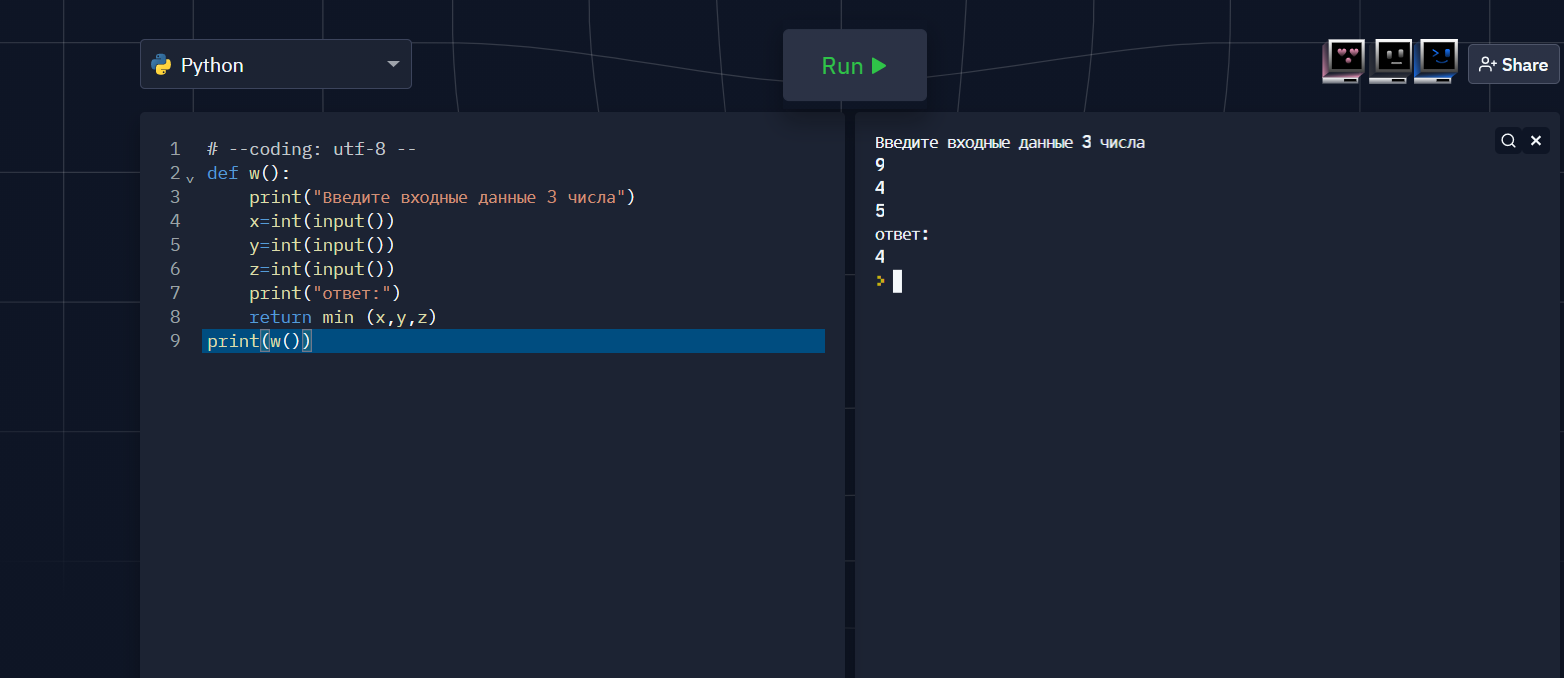 Python
Run
Share
1 # --coding: utf-8 --
2 def w():
3 print("Введите входные данные 3 числа")
4 x=int(input())
5 y=int(input())
6 z=int(input())
7 print("ответ:")
8 return min (x,y,z)
9 print(w())
Введите входные данные 3 числа
9
4
5
ответ:
4
>